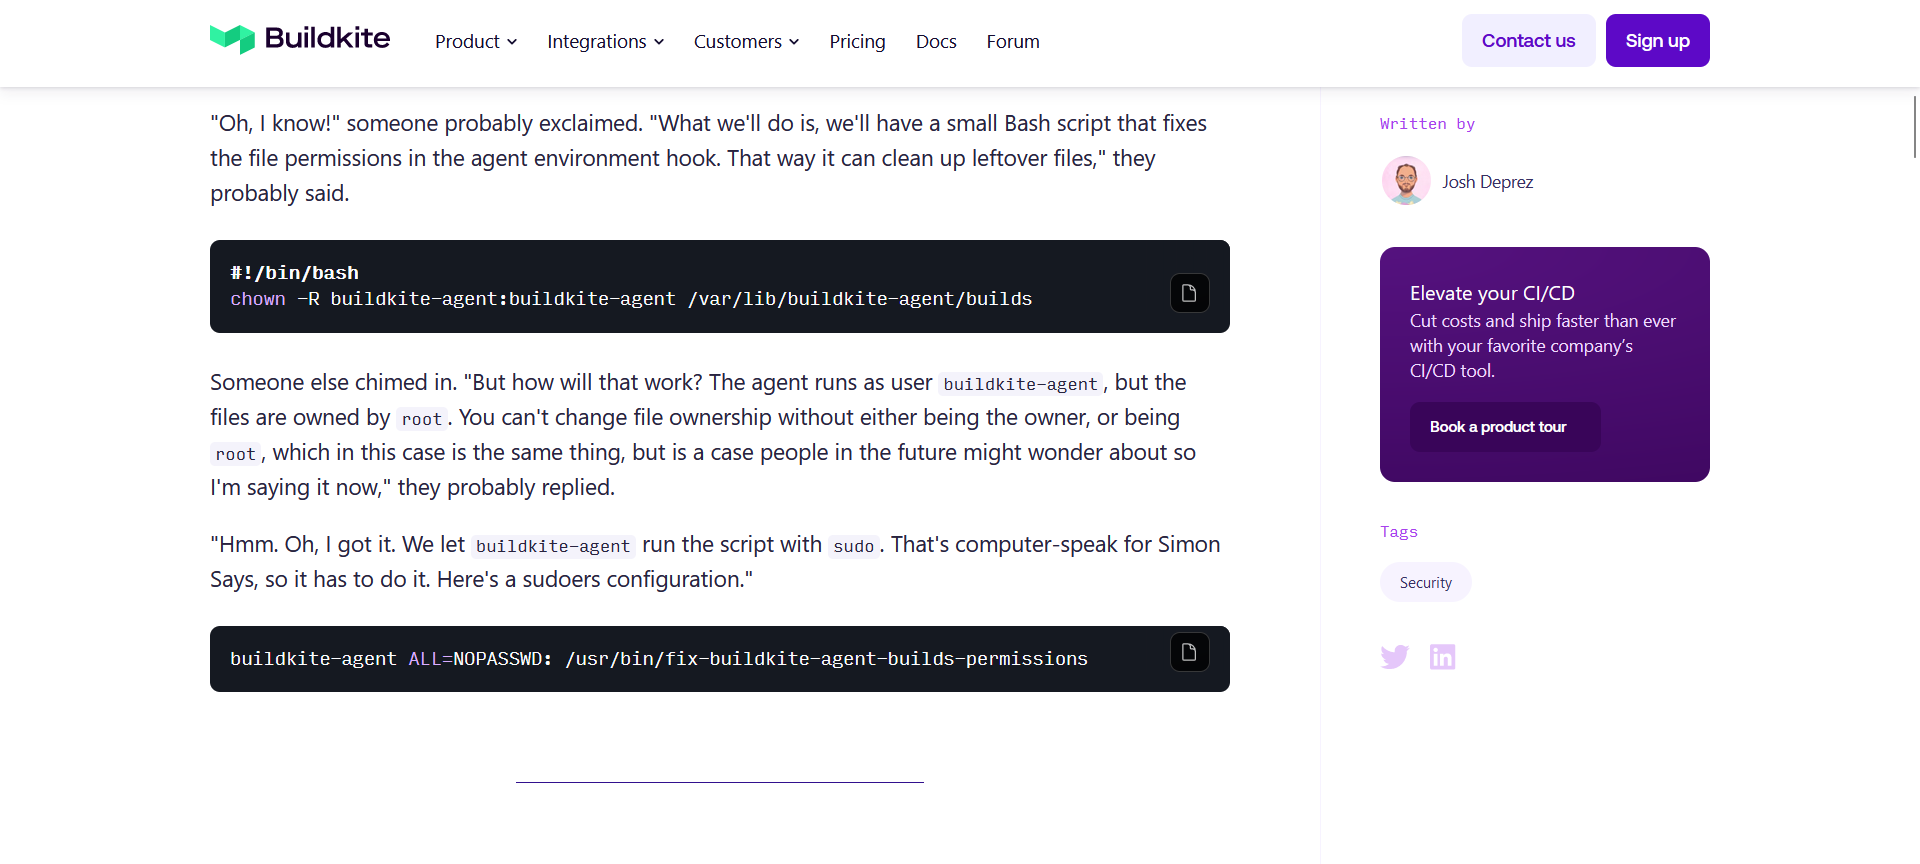 Buildkite
Product
Integrations
Customers
Pricing
Docs
Forum
Contact us
Sign up
"Oh, I know!" someone probably exclaimed. "What we'll do is, we'll have a small Bash script that fixes
the file permissions in the agent environment hook. That way it can clean up leftover files," they
probably said.
#!/bin/bash
chown -R buildkite-agent:buildkite-agent /var/lib/buildkite-agent/builds
Someone else chimed in. "But how will that work? The agent runs as user buildkite-agent, but the
files are owned by root. You can't change file ownership without either being the owner, or being
root, which in this case is the same thing, but is a case people in the future might wonder about so
I'm saying it now," they probably replied.
"Hmm. Oh, I got it. We let buildkite-agent run the script with sudo. That's computer-speak for Simon
Says, so it has to do it. Here's a sudoers configuration."
buildkite-agent ALL=NOPASSWD: /usr/bin/fix-buildkite-agent-builds-permissions
Written by
Josh Deprez
Elevate your CI/CD
Cut costs and ship faster than ever
with your favorite company’s
CI/CD tool.
Book a product tour
Tags
Security
in